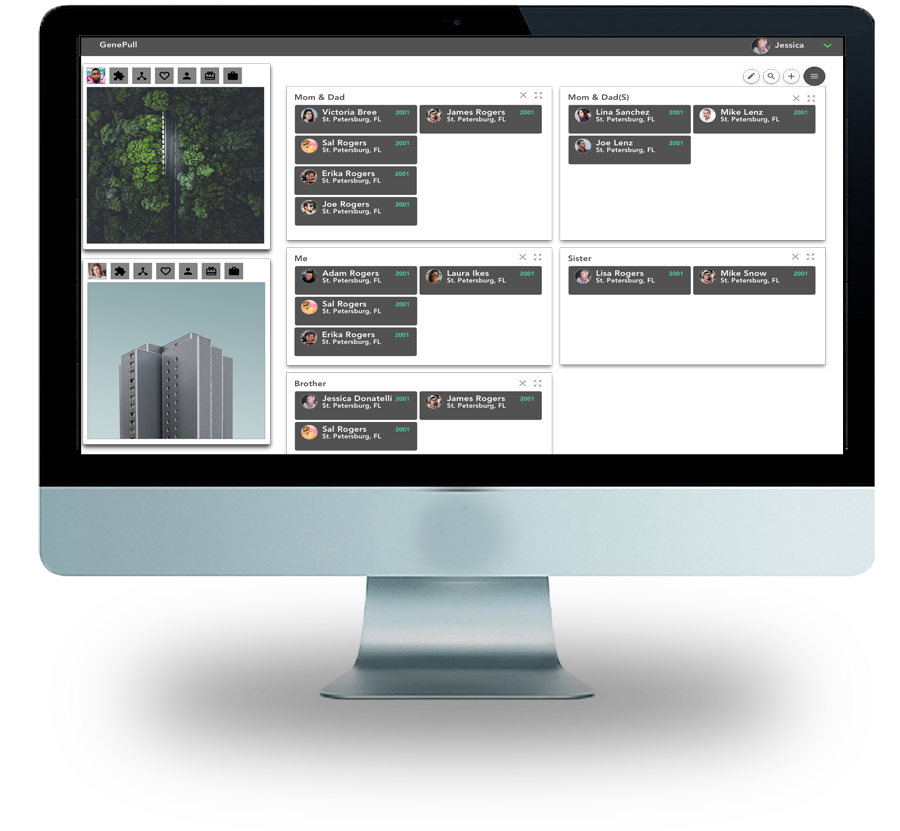 GenePull
Jessica
Mom & Dad
Victoria Bree 2001
St. Petersburg, FL
James Rogers 2001
St. Petersburg, FL
Sal Rogers 2001
St. Petersburg, FL
Erika Rogers 2001
St. Petersburg, FL
Joe Rogers 2001
St. Petersburg, FL
Mom & Dad(S)
Lina Sanchez 2001
St. Petersburg, FL
Mike Lenz 2001
St. Petersburg, FL
Joe Lenz 2001
St. Petersburg, FL
Me
Adam Rogers 2001
St. Petersburg, FL
Laura Ikes 2001
St. Petersburg, FL
Sal Rogers 2001
St. Petersburg, FL
Erika Rogers 2001
St. Petersburg, FL
Sister
Lisa Rogers 2001
St. Petersburg, FL
Mike Snow 2001
St. Petersburg, FL
Brother
Jessica Donatelli 2001
St. Petersburg, FL
James Rogers 2001
St. Petersburg, FL
Sal Rogers 2001
St. Petersburg, FL